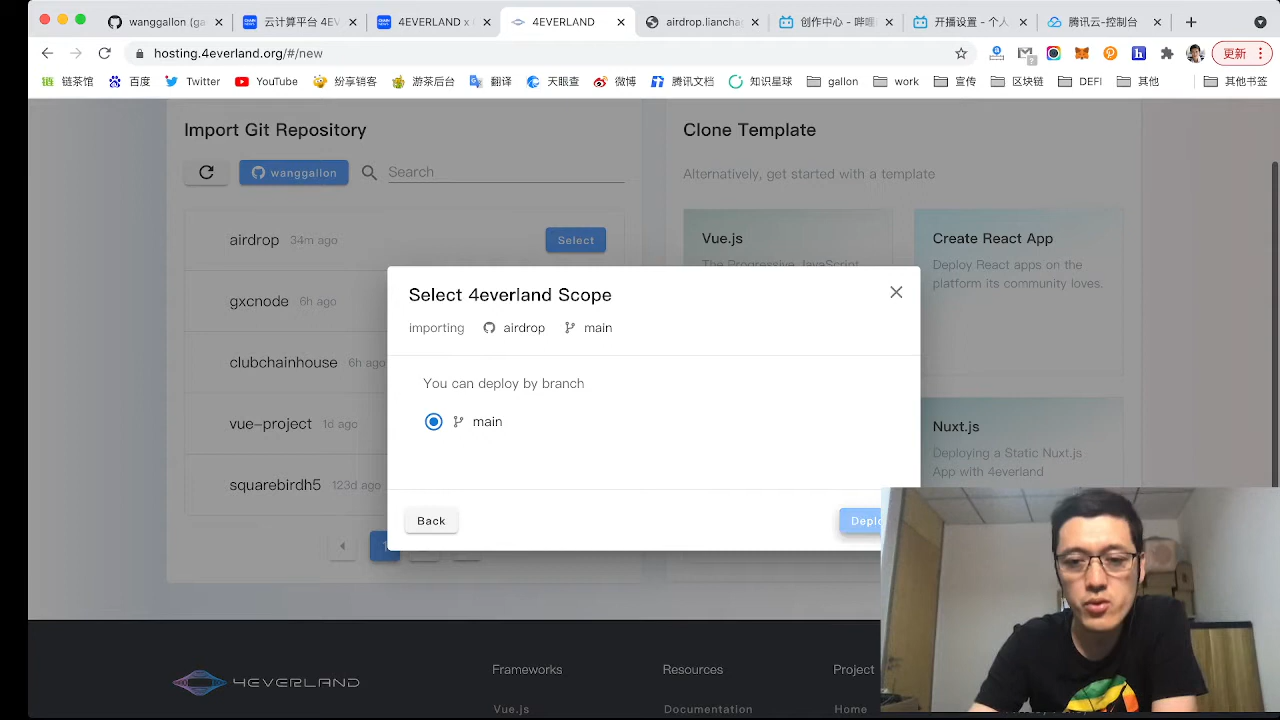 wanggallon (ga
云计算平台 4EV
4EVERLAND x
4EVERLAND
airdrop.liancha
创作中心 - 哔哩
开播设置 - 个人
腾讯云-控制台
hosting.4everland.org/#/new
更新
链茶馆
百度
Twitter
YouTube
纷享销客
游茶后台
翻译
天眼查
微博
腾讯文档
知识星球
gallon
work
宣传
区块链
DEFI
其他
其他书签
Import Git Repository
Clone Template
wanggallon
Search
Alternatively, get started with a template
airdrop 34m ago
Select
gxcnode 6h ago
clubchainhouse 6h ago
vue-project 1d ago
squarebirdh5 123d ago
Vue.js
The Progressive JavaScript
Create React App
Deploy React apps on the
platform its community loves.
Nuxt.js
Deploying a Static Nuxt.js
App with 4everland
Select 4everland Scope
importing airdrop main
You can deploy by branch
main
Back
Deplo
4EVERLAND
Frameworks
Resources
Project
Vue.js
Documentation
Home